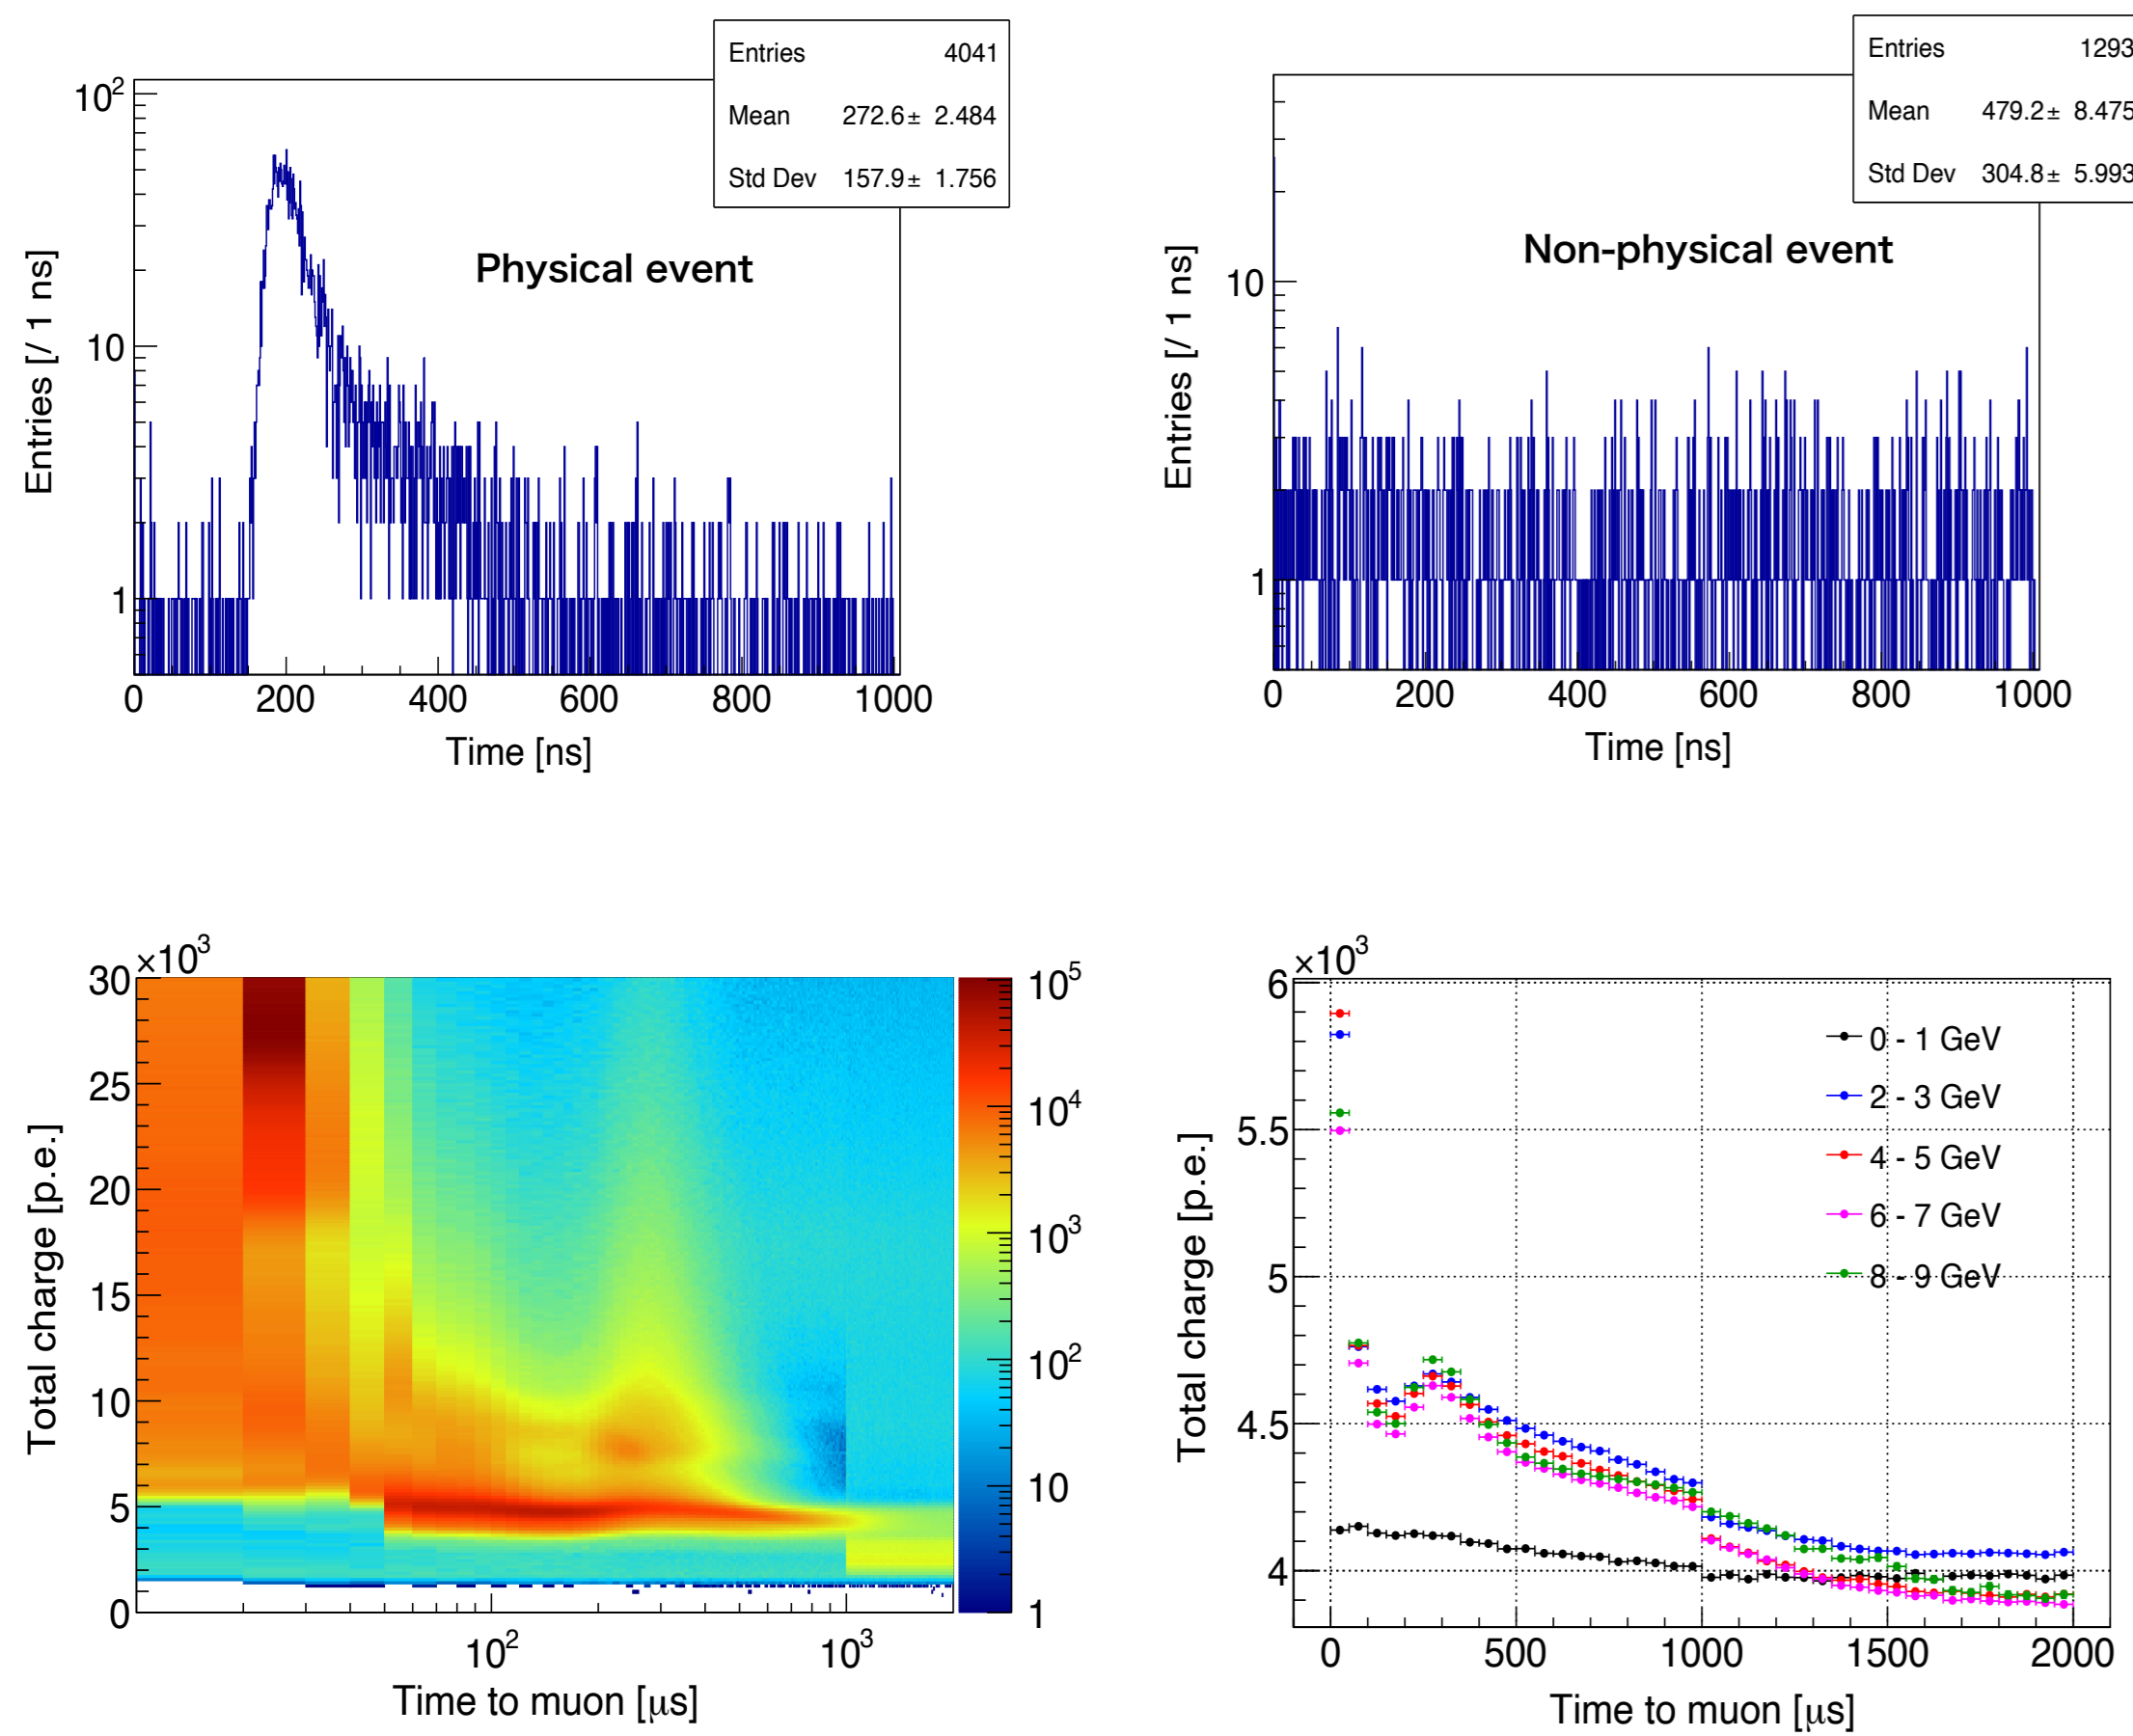 Entries 4041
Mean 272.6± 2.484
Std Dev 157.9± 1.756
10²
10
1
Entries [/ 1 ns]
Physical event
0 200 400 600 800 1000
Time [ns]
Entries 1293
Mean 479.2± 8.475
Std Dev 304.8± 5.993
10
1
Entries [/ 1 ns]
Non-physical event
0 200 400 600 800 1000
Time [ns]
×10³
30
25
20
15
10
5
0
Total charge [p.e.]
10² 10³
Time to muon [μs]
10⁵
10⁴
10³
10²
10
1
×10³
6
5.5
5
4.5
4
Total charge [p.e.]
0 - 1 GeV
2 - 3 GeV
4 - 5 GeV
6 - 7 GeV
8 - 9 GeV
0 500 1000 1500 2000
Time to muon [μs]